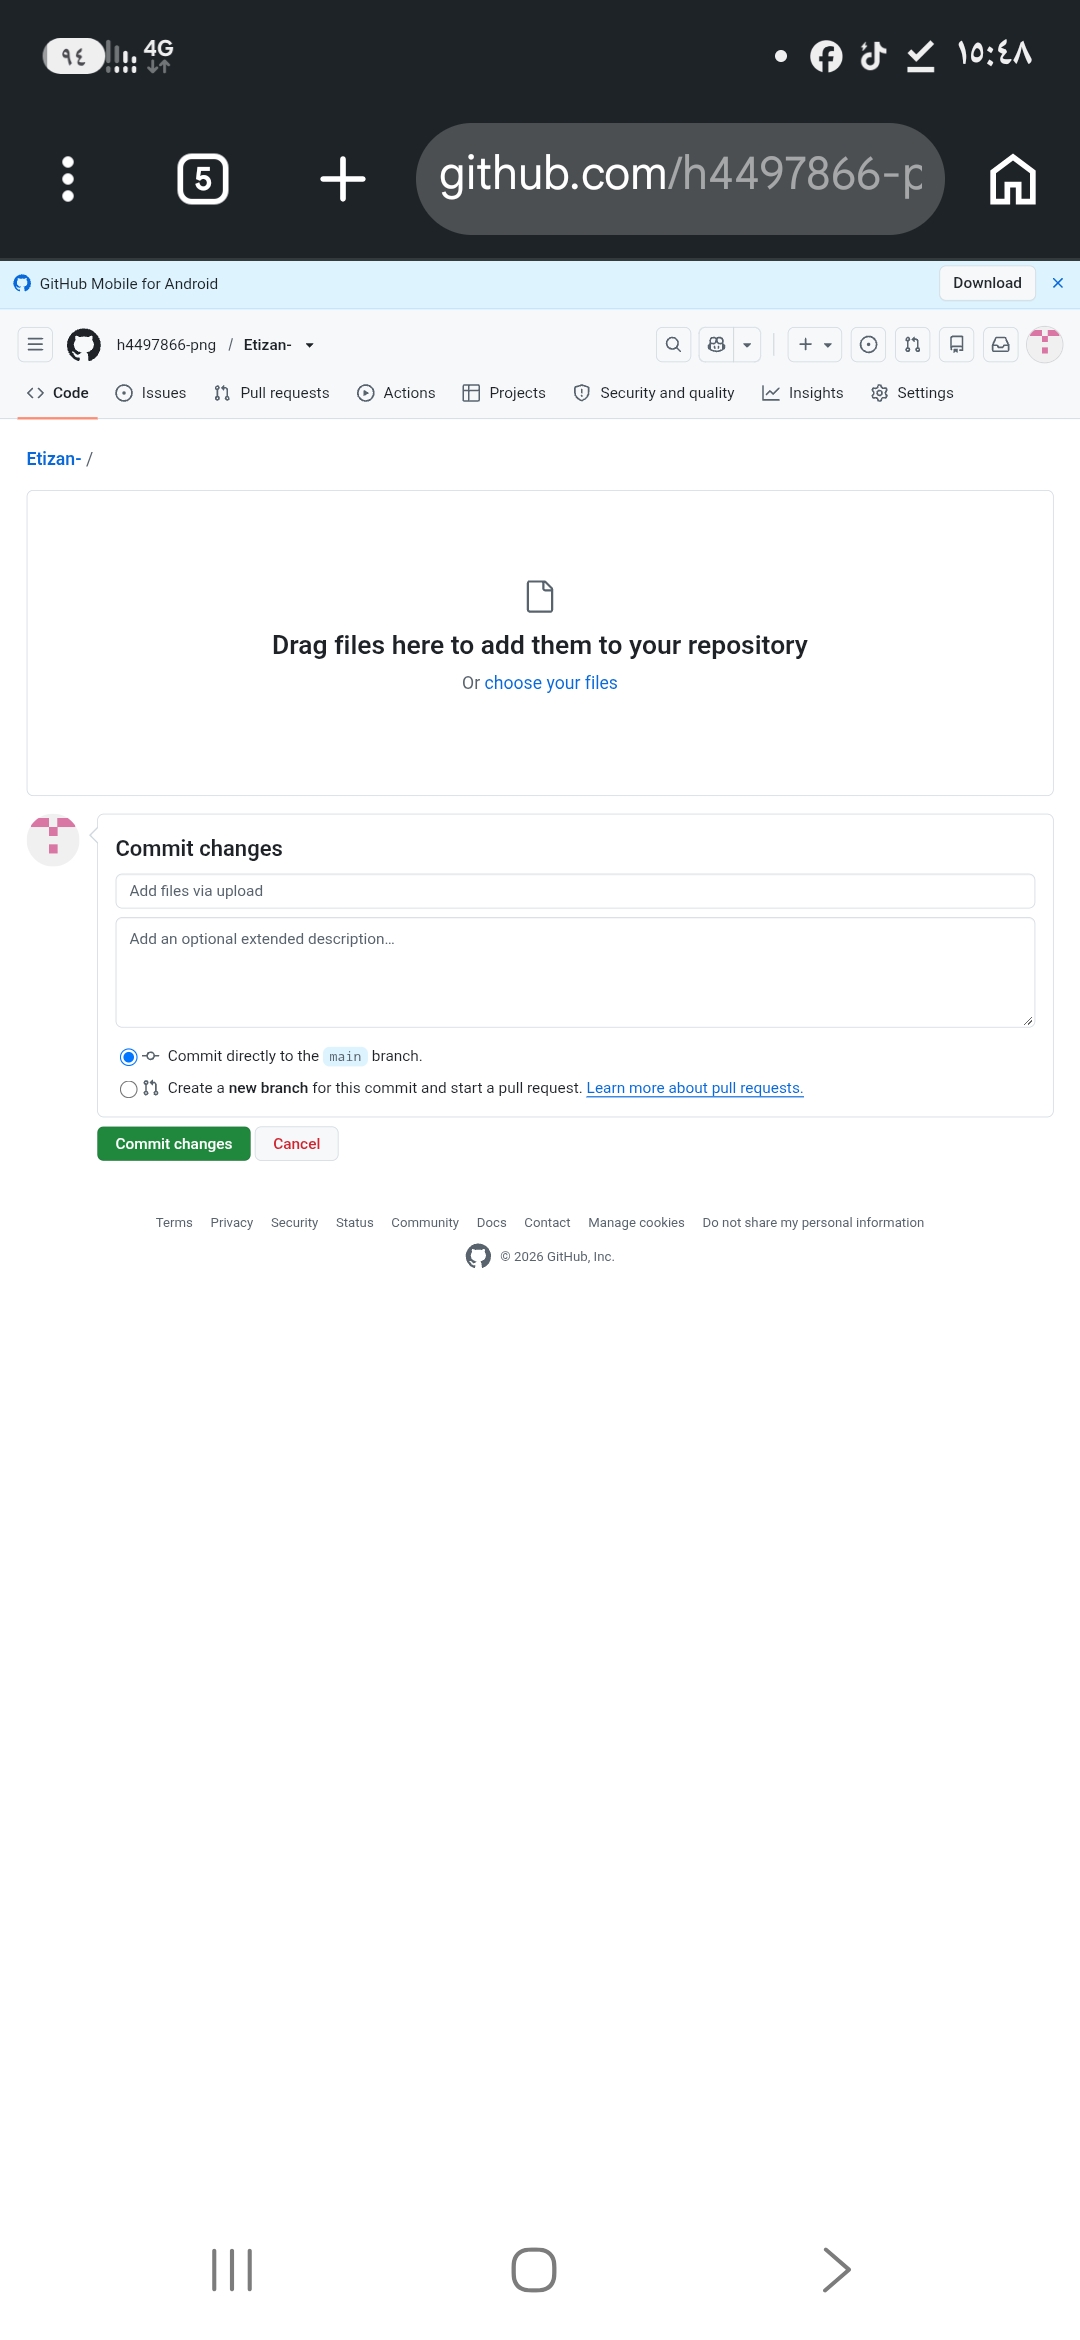 ٩٤ 4G ١٥:٤٨
5 github.com/h4497866-p
GitHub Mobile for Android Download
h4497866-png / Etizan-
Code Issues Pull requests Actions Projects Security and quality Insights Settings
Etizan- /
Drag files here to add them to your repository
Or choose your files
Commit changes
Add files via upload
Add an optional extended description…
Commit directly to the main branch.
Create a new branch for this commit and start a pull request. Learn more about pull requests.
Commit changes Cancel
Terms Privacy Security Status Community Docs Contact Manage cookies Do not share my personal information
© 2026 GitHub, Inc.